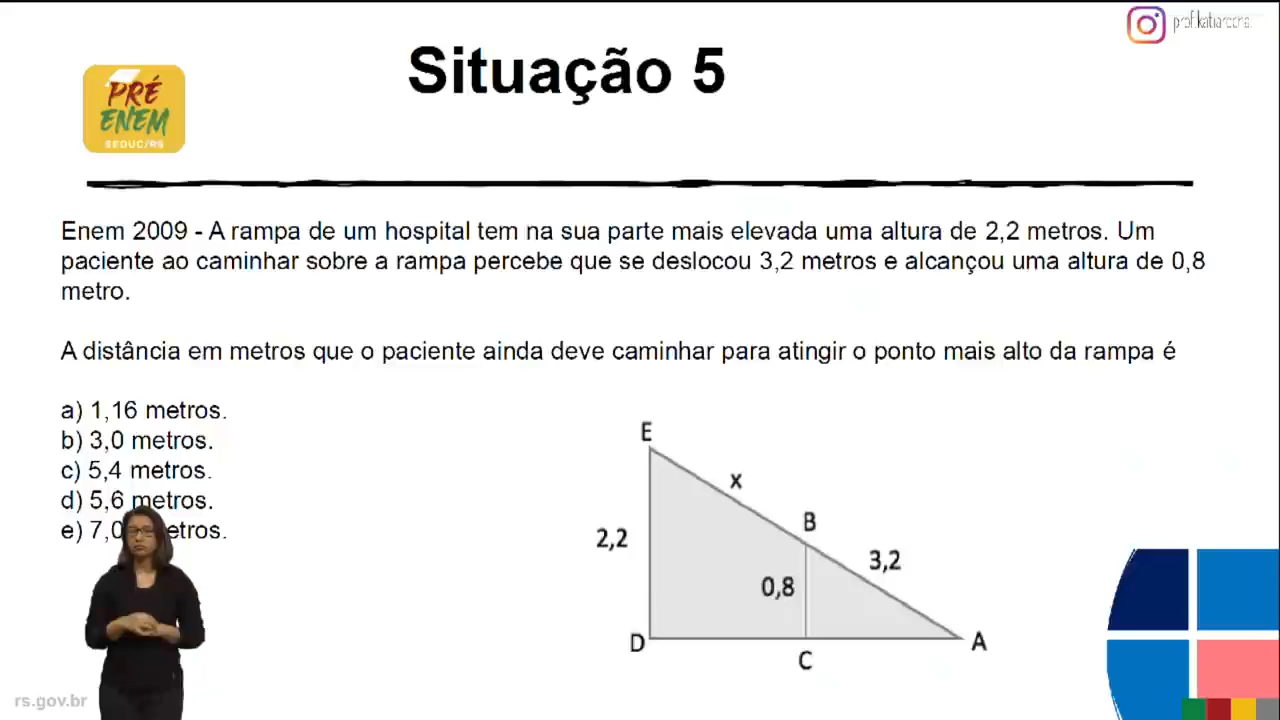 Situação 5
PRÉ
ENEM
SEDUC/RS
Enem 2009 - A rampa de um hospital tem na sua parte mais elevada uma altura de 2,2 metros. Um
paciente ao caminhar sobre a rampa percebe que se deslocou 3,2 metros e alcançou uma altura de 0,8
metro.
A distância em metros que o paciente ainda deve caminhar para atingir o ponto mais alto da rampa é
a) 1,16 metros.
b) 3,0 metros.
c) 5,4 metros.
d) 5,6 metros.
e) 7,0 etros.
E
x
B
2,2
3,2
0,8
D
A
C
rs.gov.br